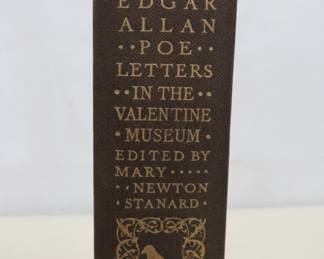 EDGAR
ALLAN
··POE··
LETTERS
··IN THE··
VALENTINE
·MUSEUM·
EDITED BY
MARY·····
··NEWTON
STANARD·